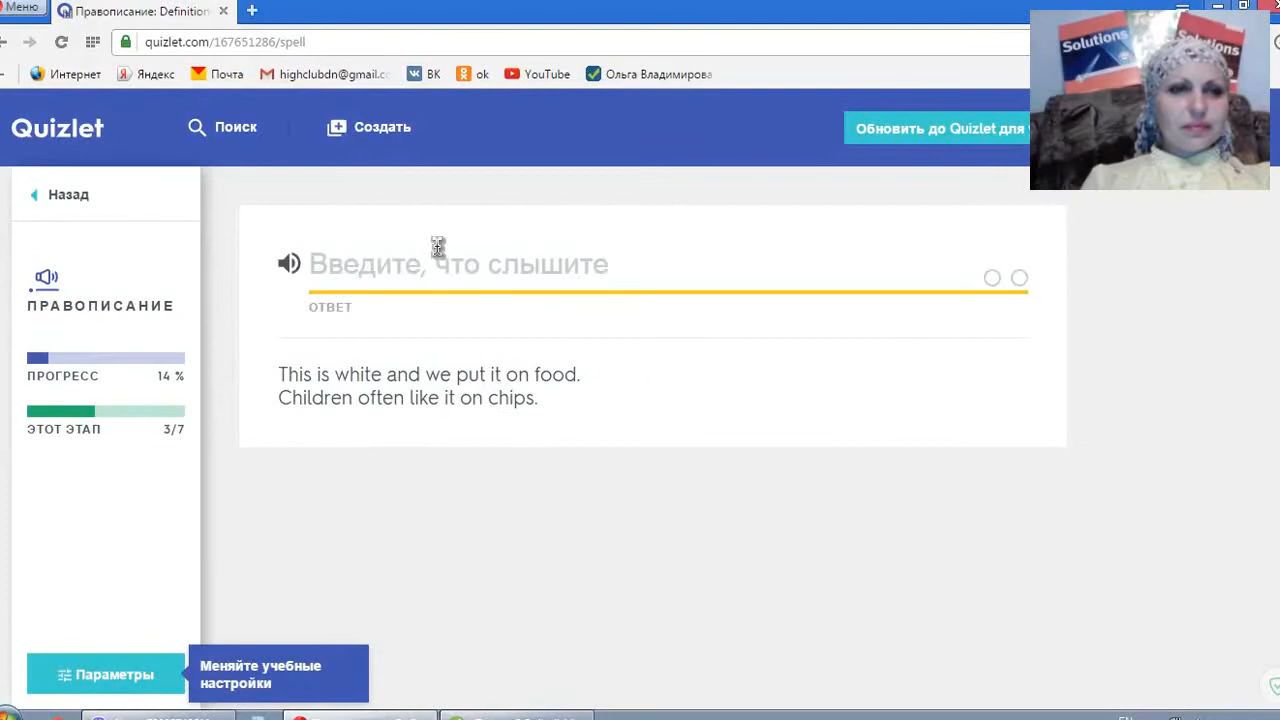 Меню
Правописание: Definition
quizlet.com/167651286/spell
Интернет Яндекс Почта highclubdn@gmail.co ВК ok YouTube Ольга Владимирова
Solutions
Quizlet Поиск Создать Обновить до Quizlet для
Назад
Введите, что слышите
ОТВЕТ
ПРАВОПИСАНИЕ
ПРОГРЕСС 14 %
ЭТОТ ЭТАП 3/7
This is white and we put it on food.
Children often like it on chips.
Параметры
Меняйте учебные
настройки